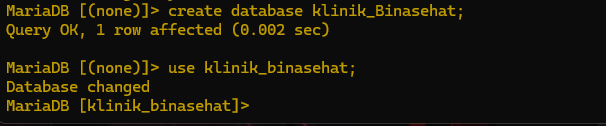 MariaDB [(none)]> create database klinik_Binasehat;
Query OK, 1 row affected (0.002 sec)
MariaDB [(none)]> use klinik_binasehat;
Database changed
MariaDB [klinik_binasehat]>